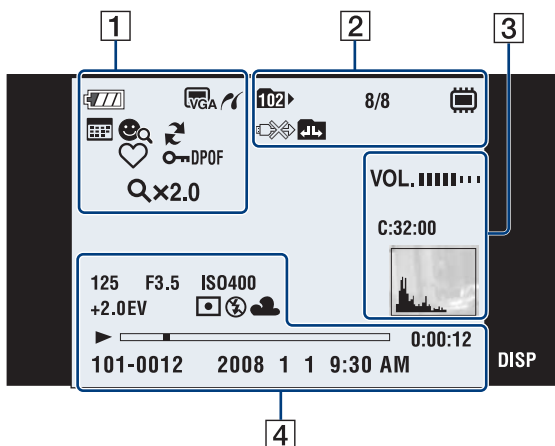 1
2
3
VGA
102
8/8
DPOF
×2.0
VOL.
C:32:00
125 F3.5 ISO400
+2.0EV
0:00:12
101-0012 2008 1 1 9:30 AM
DISP
4